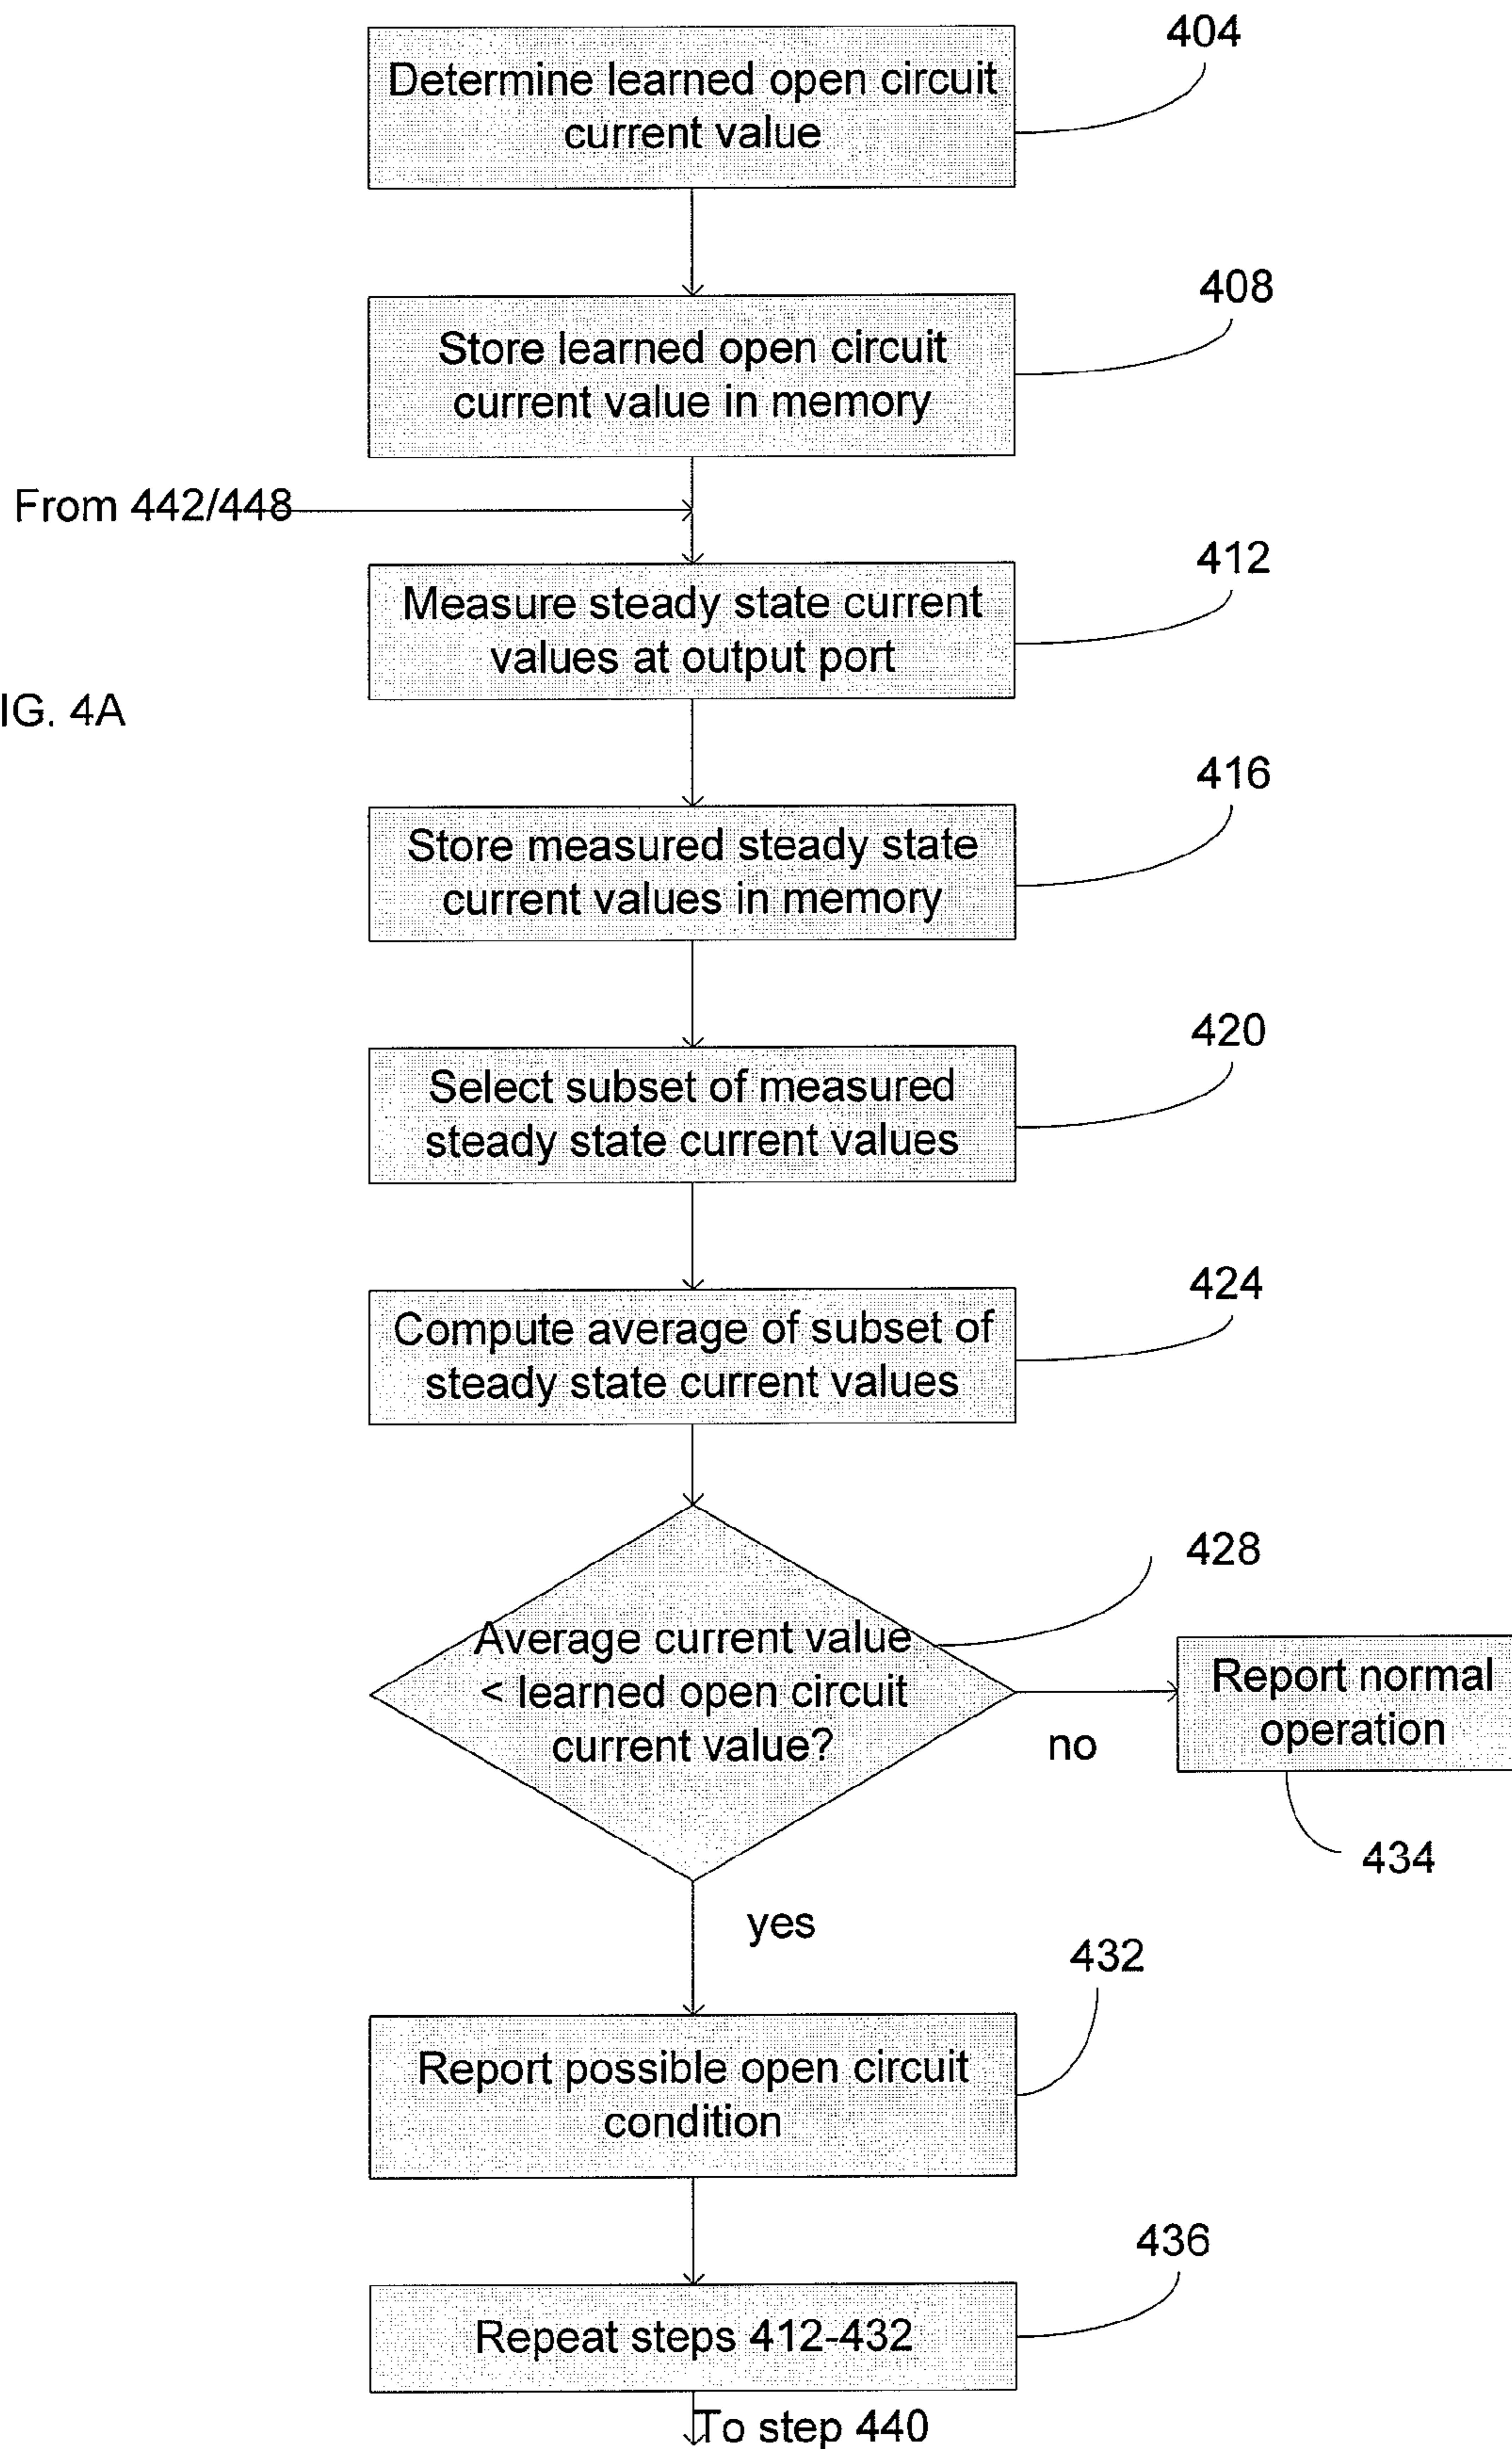 404
Determine learned open circuit
current value
408
Store learned open circuit
current value in memory
From 442/448
412
Measure steady state current
values at output port
IG. 4A
416
Store measured steady state
current values in memory
420
Select subset of measured
steady state current values
424
Compute average of subset of
steady state current values
428
Average current value
< learned open circuit
current value?
Report normal
operation
no
434
yes
432
Report possible open circuit
condition
436
Repeat steps 412-432
To step 440